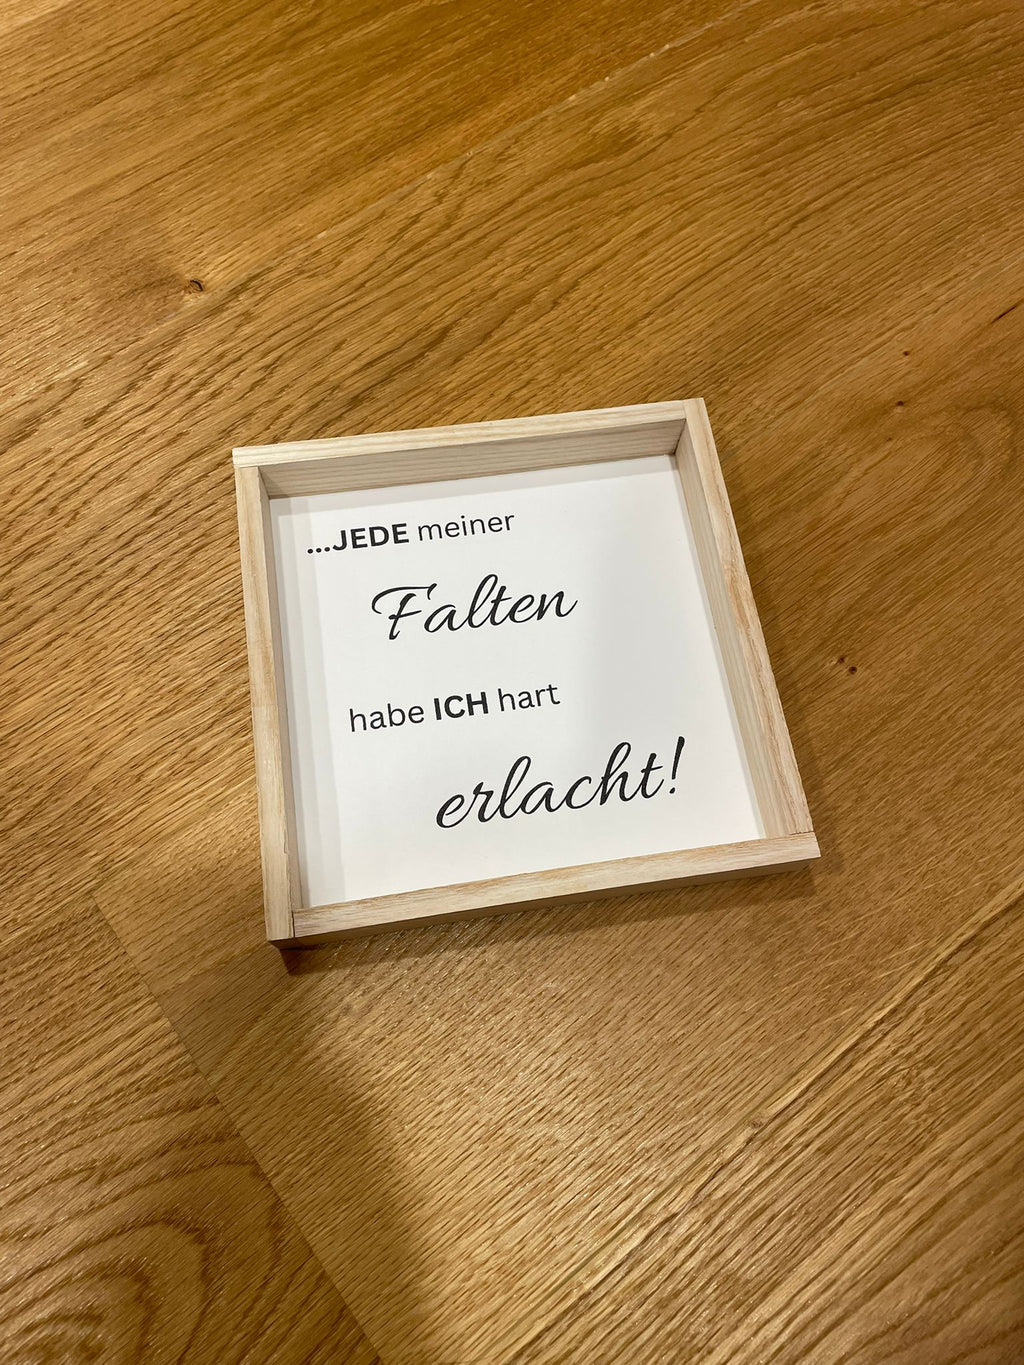 ...JEDE meiner
Falten
habe ICH hart
erlacht!